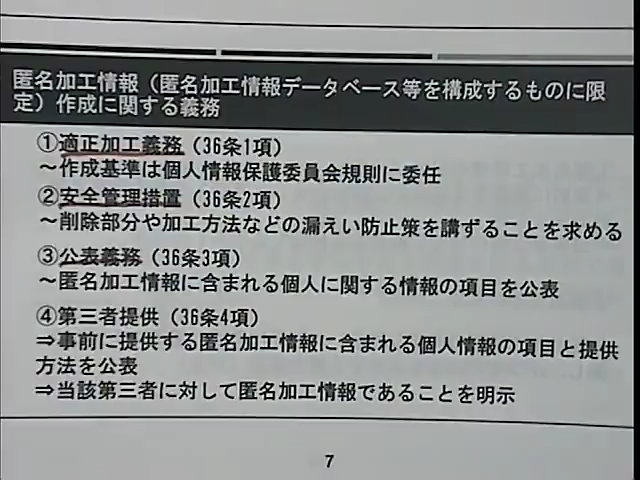 匿名加工情報（匿名加工情報データベース等を構成するものに限
定）作成に関する義務
①適正加工義務（36条1項）
～作成基準は個人情報保護委員会規則に委任
②安全管理措置（36条2項）
～削除部分や加工方法などの漏えい防止策を講ずることを求める
③公表義務（36条3項）
～匿名加工情報に含まれる個人に関する情報の項目を公表
④第三者提供（36条4項）
⇒事前に提供する匿名加工情報に含まれる個人情報の項目と提供
方法を公表
⇒当該第三者に対して匿名加工情報であることを明示
7